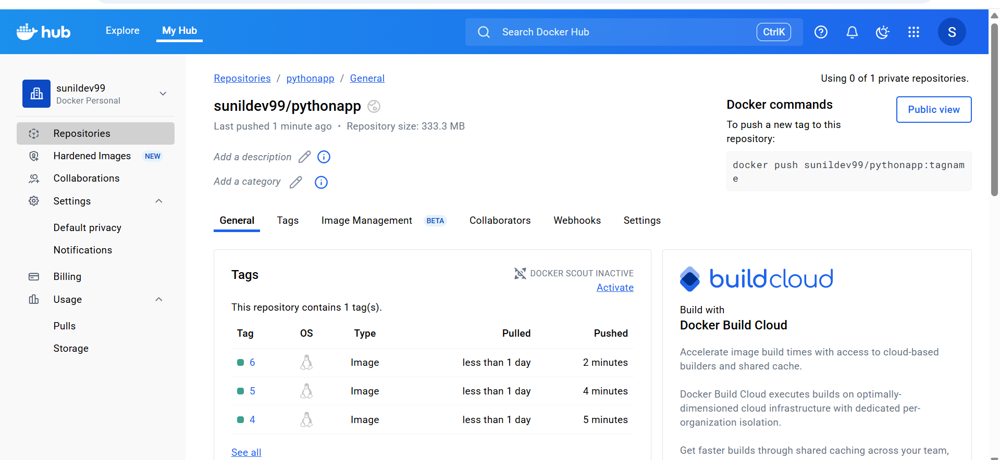 hub
Explore
My Hub
Search Docker Hub
CtrlK
S
sunildev99
Docker Personal
Repositories
Hardened Images NEW
Collaborations
Settings
Default privacy
Notifications
Billing
Usage
Pulls
Storage
Repositories / pythonapp / General
Using 0 of 1 private repositories.
sunildev99/pythonapp
Last pushed 1 minute ago • Repository size: 333.3 MB
Add a description
Add a category
Docker commands
Public view
To push a new tag to this
repository:
docker push sunildev99/pythonapp:tagnam
e
General
Tags
Image Management BETA
Collaborators
Webhooks
Settings
Tags
DOCKER SCOUT INACTIVE
Activate
This repository contains 1 tag(s).
Tag OS Type Pulled Pushed
6 Image less than 1 day 2 minutes
5 Image less than 1 day 4 minutes
4 Image less than 1 day 5 minutes
See all
buildcloud
Build with
Docker Build Cloud
Accelerate image build times with access to cloud-based
builders and shared cache.
Docker Build Cloud executes builds on optimally-
dimensioned cloud infrastructure with dedicated per-
organization isolation.
Get faster builds through shared caching across your team,